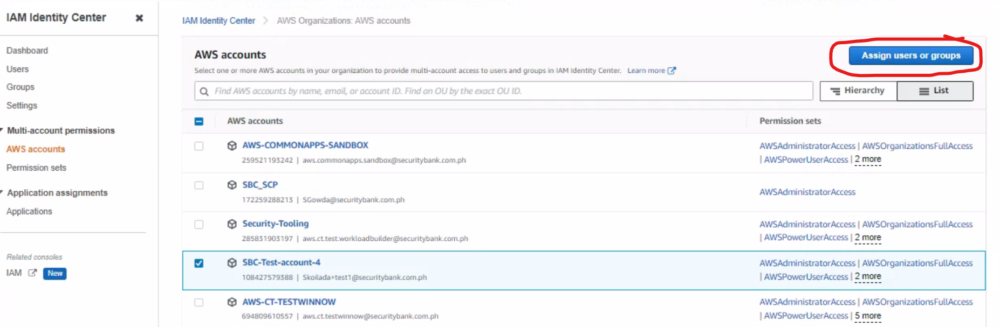 IAM Identity Center
Dashboard
Users
Groups
Settings
Multi-account permissions
AWS accounts
Permission sets
Application assignments
Applications
Related consoles
IAM New
IAM Identity Center > AWS Organizations: AWS accounts
AWS accounts
Assign users or groups
Select one or more AWS accounts in your organization to provide multi-account access to users and groups in IAM Identity Center. Learn more
Find AWS accounts by name, email, or account ID. Find an OU by the exact OU ID.
Hierarchy List
AWS accounts Permission sets
AWS-COMMONAPPS-SANDBOX
259521193242 | aws.commonapps.sandbox@securitybank.com.ph
AWSAdministratorAccess | AWSOrganizationsFullAccess
| AWSPowerUserAccess | 2 more
SBC_SCP
172259288213 | SGowda@securitybank.com.ph
AWSAdministratorAccess
Security-Tooling
285831903197 | aws.ct.test.workloadbuilder@securitybank.com.ph
AWSAdministratorAccess | AWSOrganizationsFullAccess
| AWSPowerUserAccess | 2 more
SBC-Test-account-4
108427579388 | Skoilada+test1@securitybank.com.ph
AWSAdministratorAccess | AWSOrganizationsFullAccess
| AWSPowerUserAccess | 2 more
AWS-CT-TESTWINNOW
694809610557 | aws.ct.testwinnow@securitybank.com.ph
AWSAdministratorAccess | AWSOrganizationsFullAccess
| AWSPowerUserAccess | 5 more